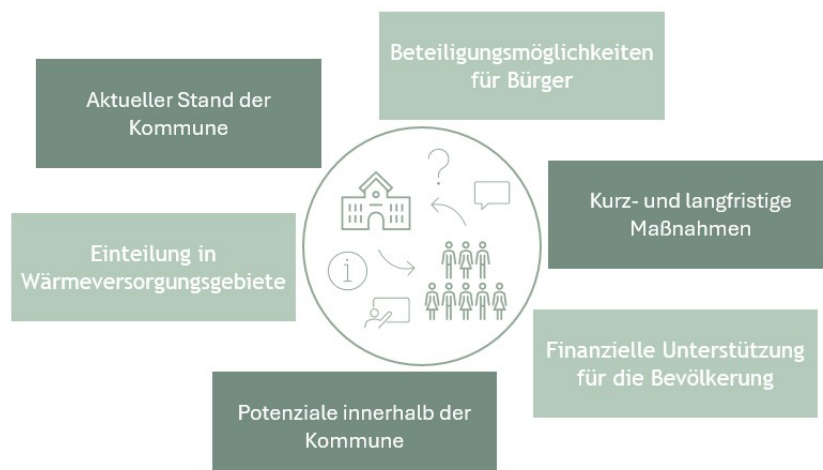 Beteiligungsmöglichkeiten
für Bürger
Aktueller Stand der
Kommune
Kurz- und langfristige
Maßnahmen
Einteilung in
Wärmeversorgungsgebiete
Finanzielle Unterstützung
für die Bevölkerung
Potenziale innerhalb der
Kommune
?
i